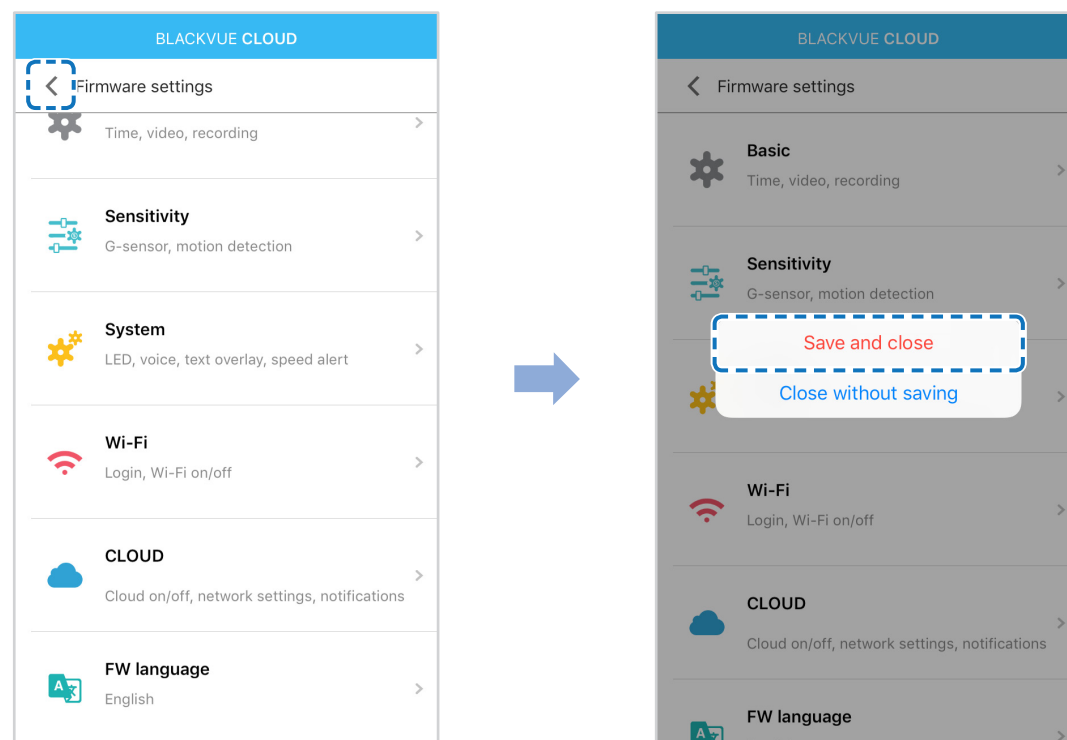 BLACKVUE CLOUD
Firmware settings
Time, video, recording
Sensitivity
G-sensor, motion detection
System
LED, voice, text overlay, speed alert
Wi-Fi
Login, Wi-Fi on/off
CLOUD
Cloud on/off, network settings, notifications
FW language
English
BLACKVUE CLOUD
Firmware settings
Basic
Time, video, recording
Sensitivity
G-sensor, motion detection
Save and close
Close without saving
Wi-Fi
Login, Wi-Fi on/off
CLOUD
Cloud on/off, network settings, notifications
FW language